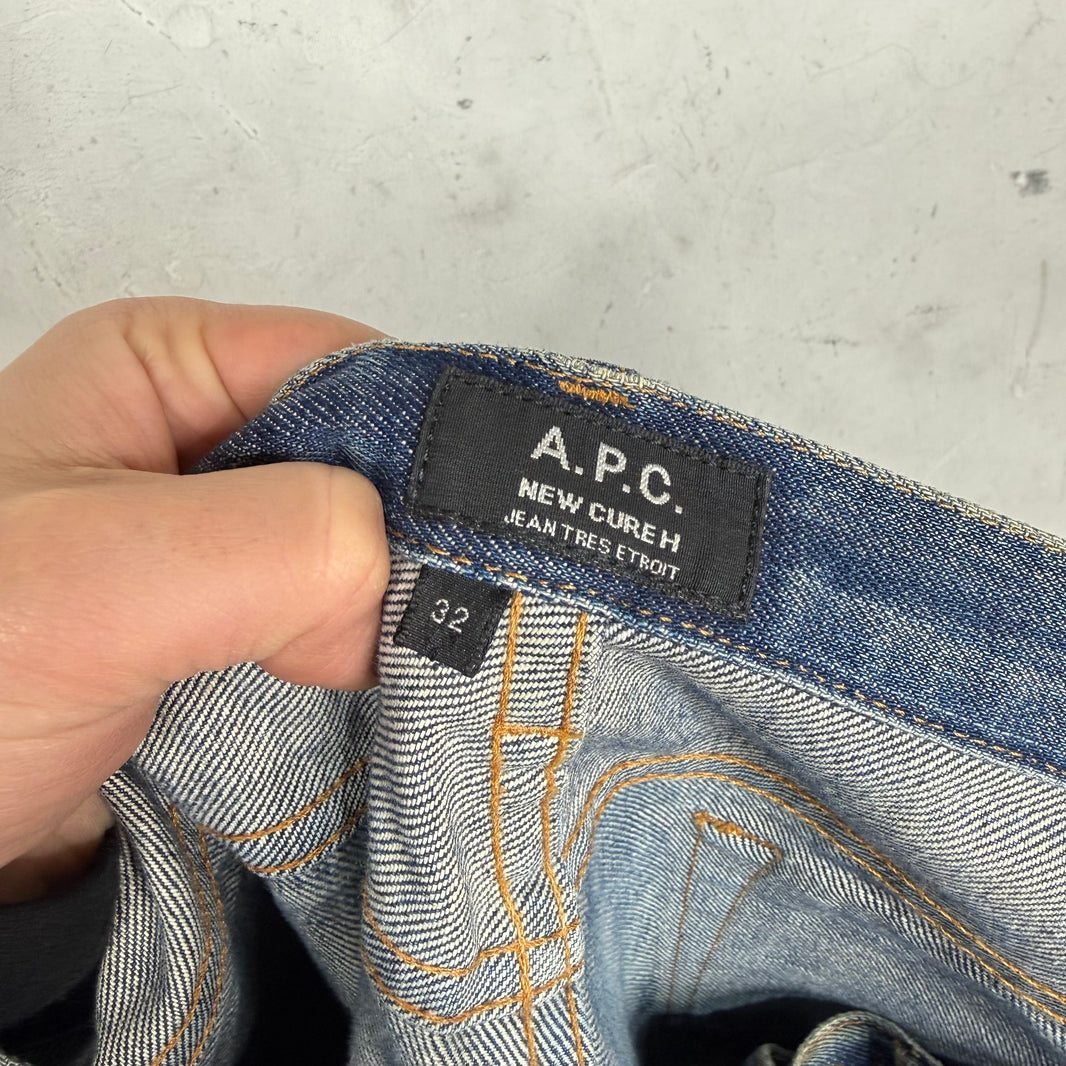 A.P.C.
NEW CURE H
JEAN TRES ETROIT
32